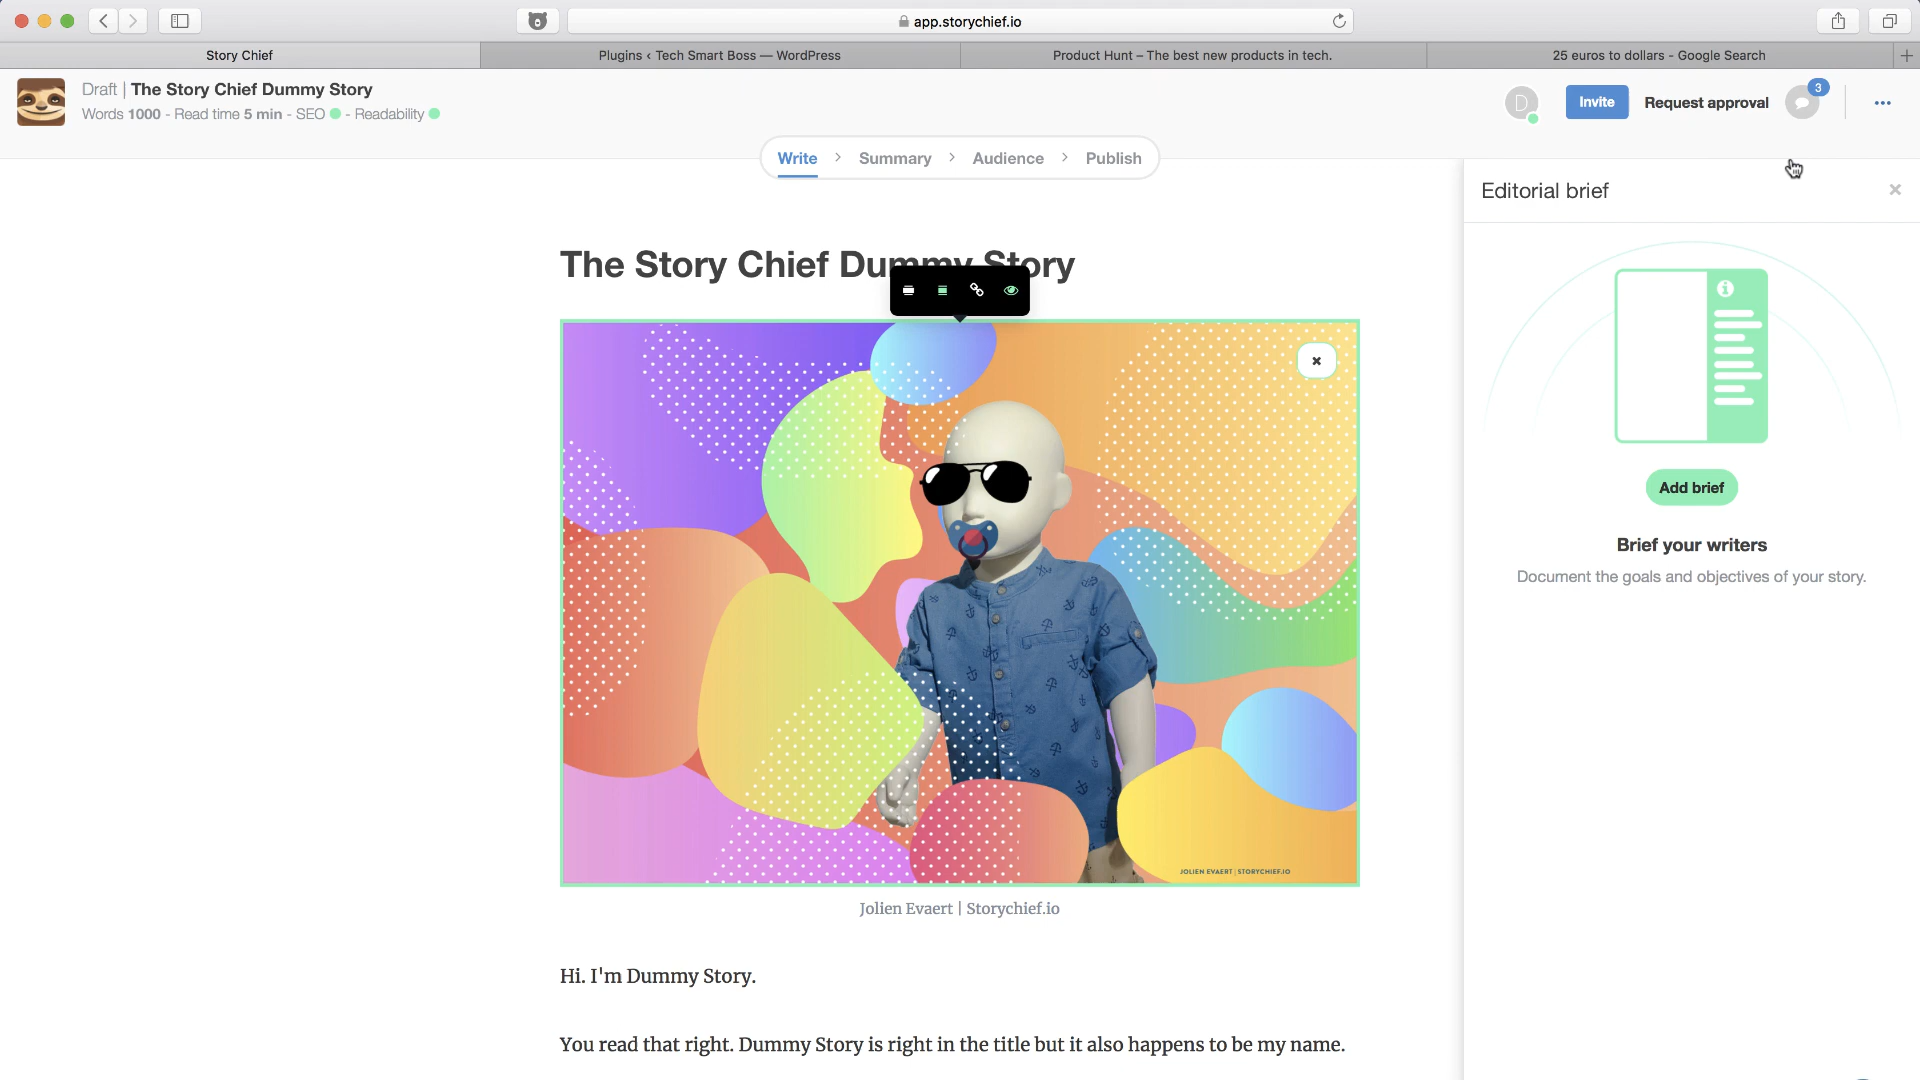 app.storychief.io
Story Chief
Plugins ‹ Tech Smart Boss — WordPress
Product Hunt – The best new products in tech.
25 euros to dollars - Google Search
Draft | The Story Chief Dummy Story
Words 1000 - Read time 5 min - SEO - Readability
D
Invite
Request approval
3
Write > Summary > Audience > Publish
Editorial brief
The Story Chief Dummy Story
Add brief
Brief your writers
Document the goals and objectives of your story.
JOLIEN EVAERT | STORYCHIEF.IO
Jolien Evaert | Storychief.io
Hi. I'm Dummy Story.
You read that right. Dummy Story is right in the title but it also happens to be my name.